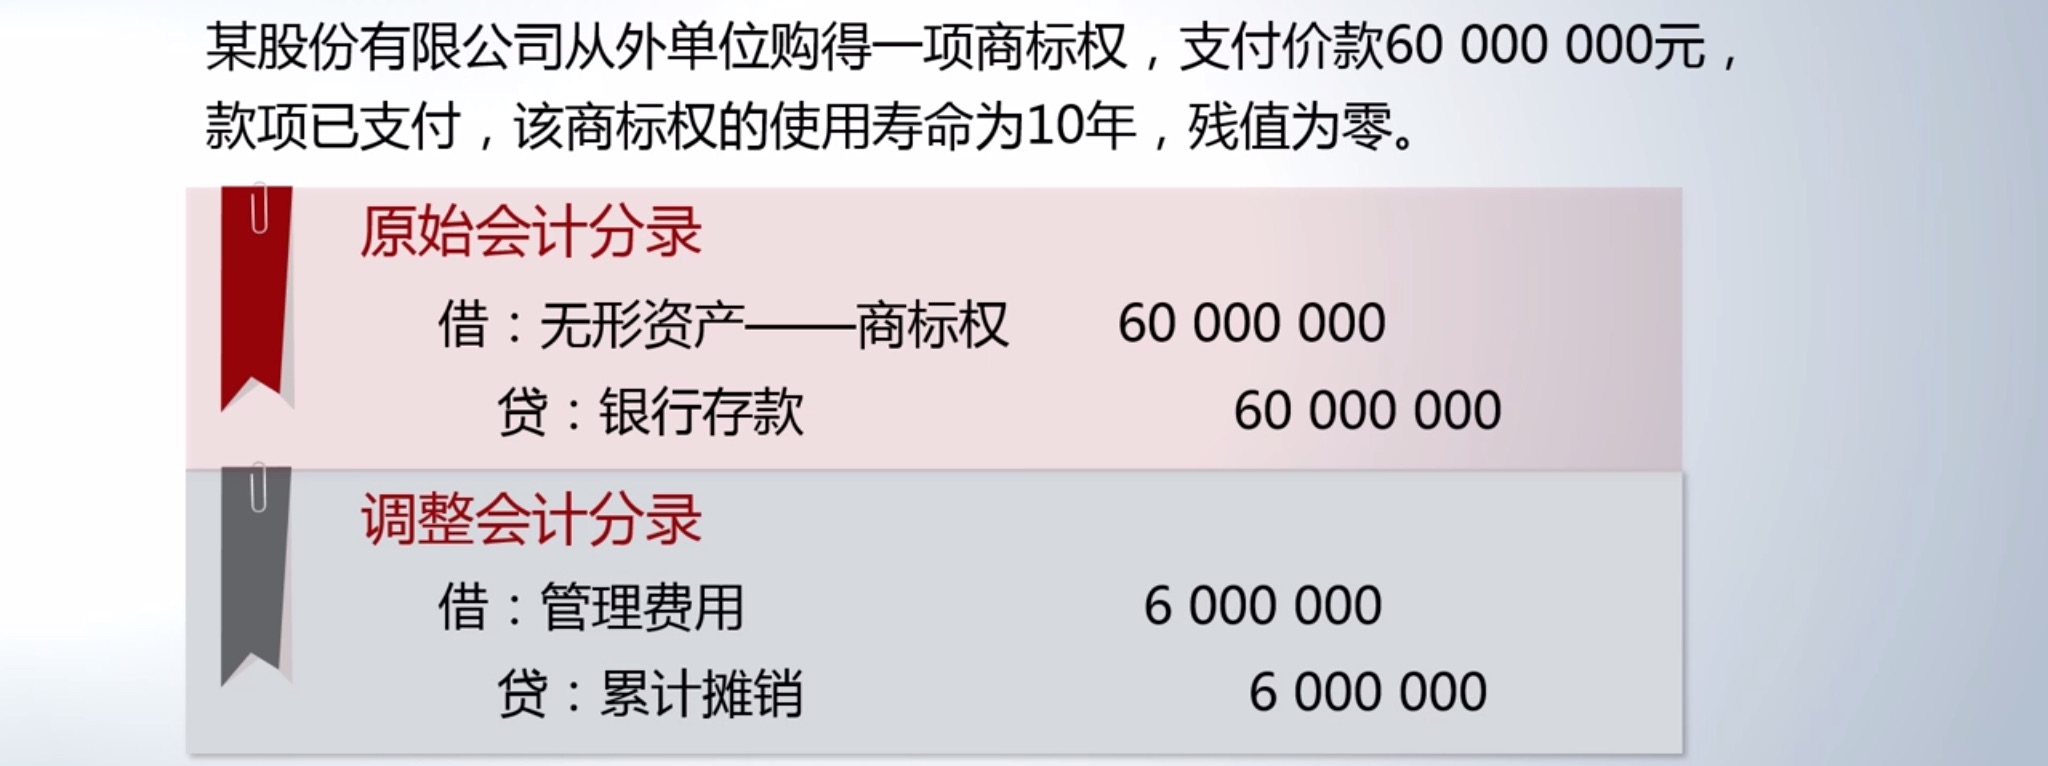 某股份有限公司从外单位购得一项商标权，支付价款60 000 000元，
款项已支付，该商标权的使用寿命为10年，残值为零。
原始会计分录
借：无形资产——商标权 60 000 000
贷：银行存款 60 000 000
调整会计分录
借：管理费用 6 000 000
贷：累计摊销 6 000 000